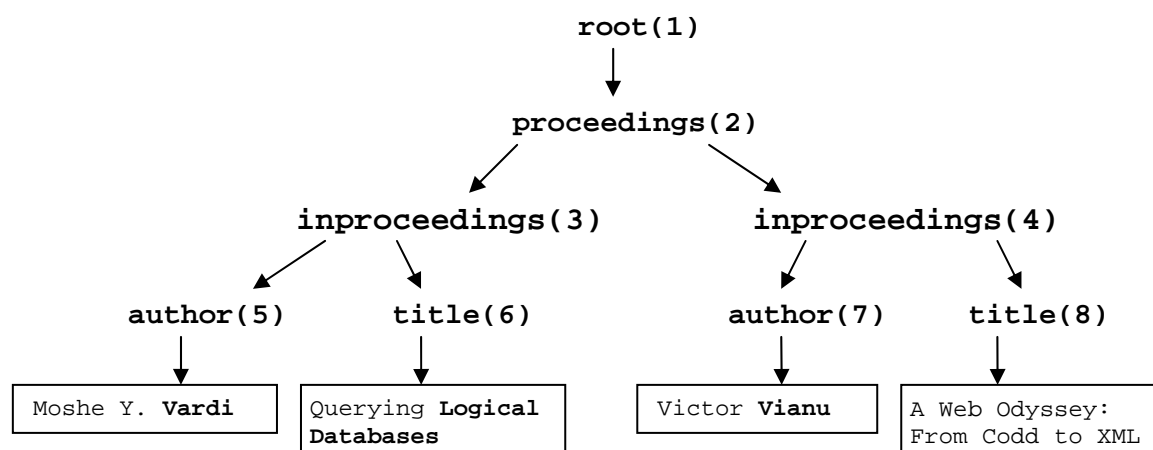 root(1)
proceedings(2)
inproceedings(3)
inproceedings(4)
author(5)
title(6)
author(7)
title(8)
Moshe Y. Vardi
Querying Logical
Databases
Victor Vianu
A Web Odyssey:
From Codd to XML